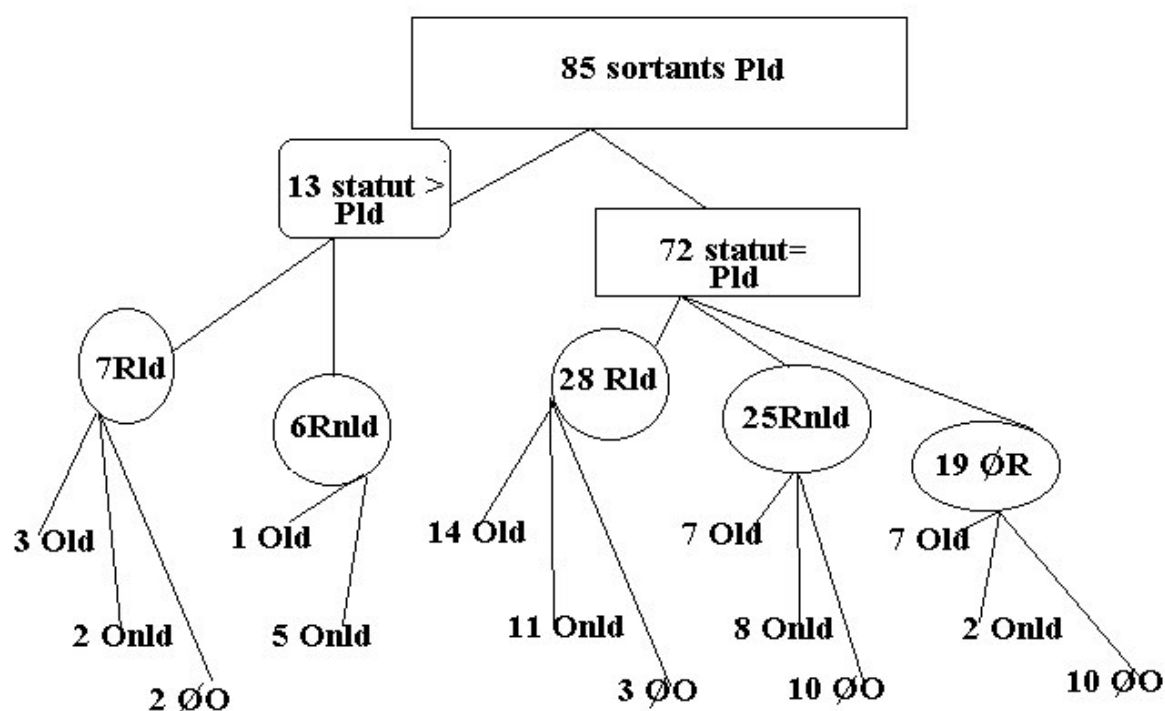 85 sortants Pld
13 statut >
Pld
72 statut=
Pld
7Rld
6Rnld
28 Rld
25Rnld
19 ØR
3 Old
1 Old
14 Old
7 Old
7 Old
2 Onld
5 Onld
11 Onld
8 Onld
2 Onld
2 ØO
3 ØO
10 ØO
10 ØO